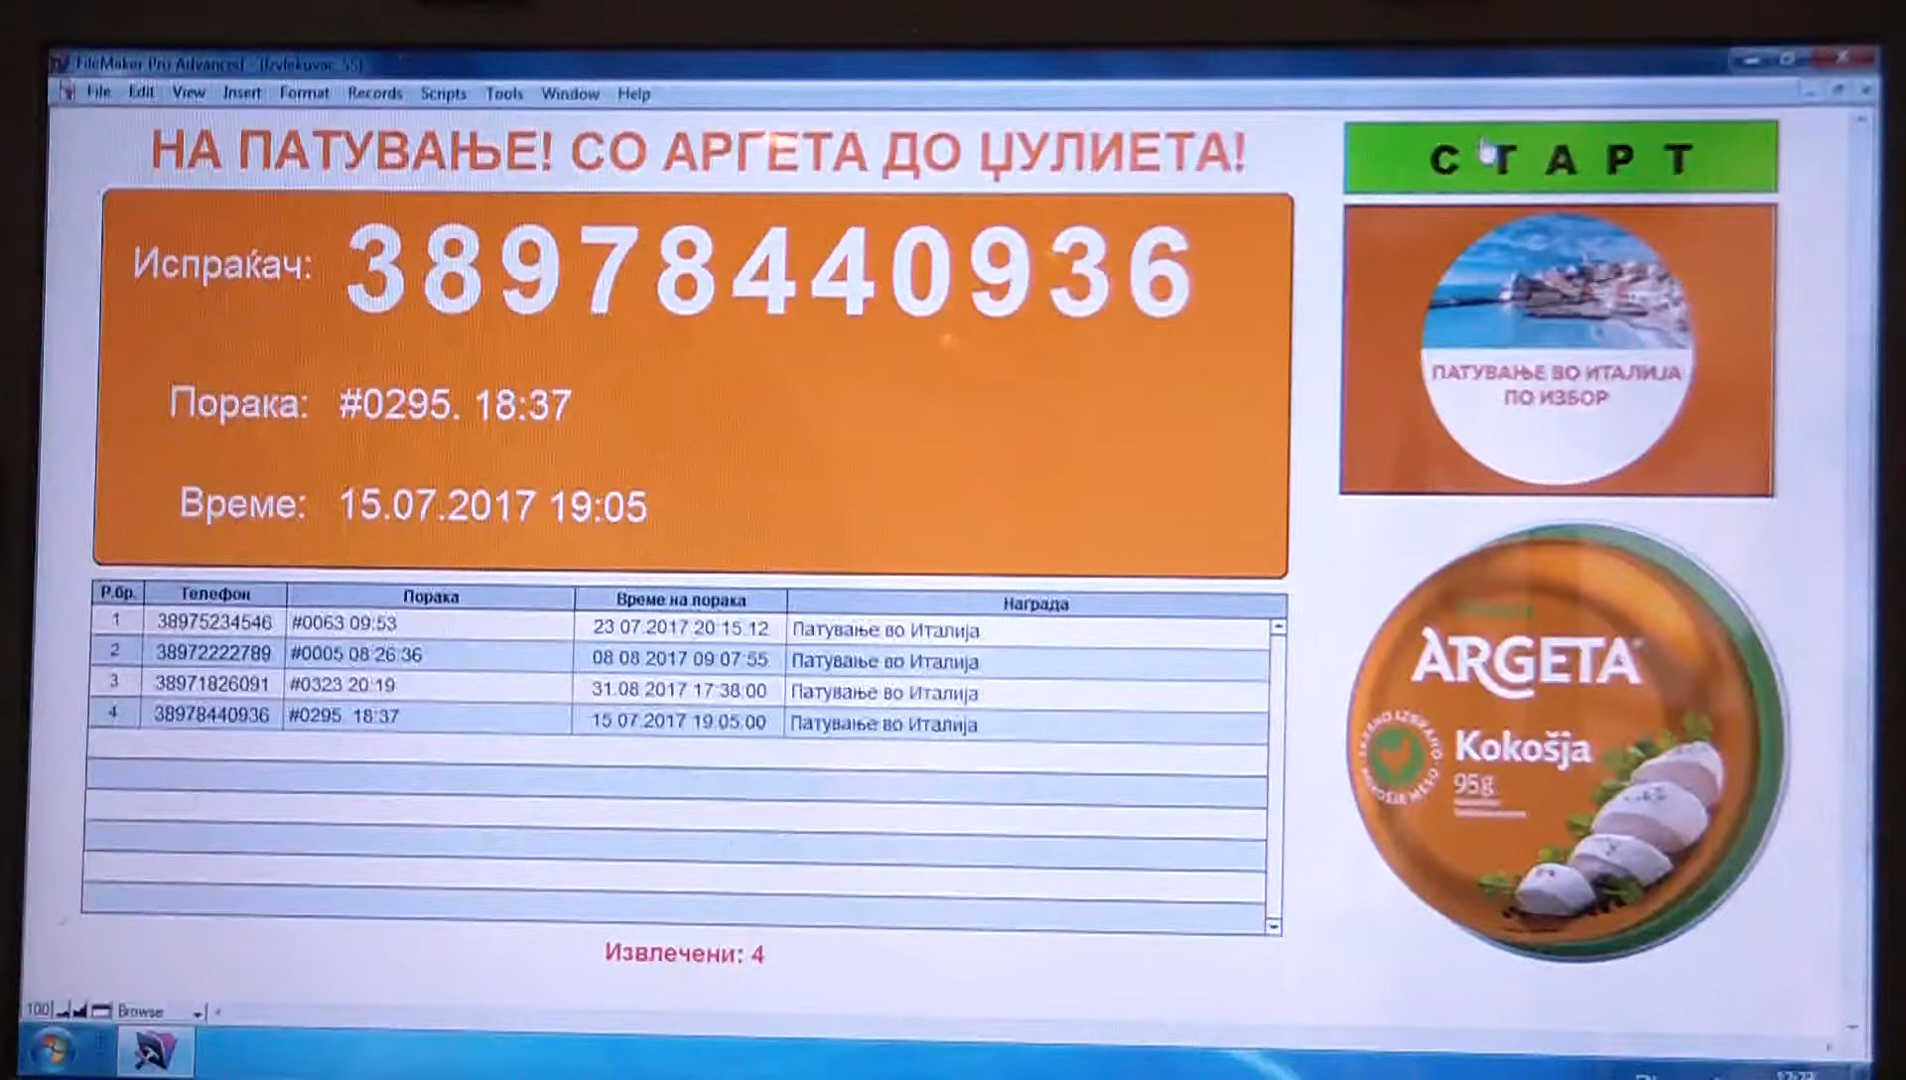 FileMaker Pro Advanced - [Izvlekuvac 55]
File Edit View Insert Format Records Scripts Tools Window Help
НА ПАТУВАЊЕ! СО АРГЕТА ДО ЏУЛИЕТА!
СТАРТ
Испраќач: 38978440936
Порака: #0295. 18:37
Време: 15.07.2017 19:05
ПАТУВАЊЕ ВО ИТАЛИЈА
ПО ИЗБОР
Р.бр. Телефон Порака Време на порака Награда
1 38975234546 #0063 09:53 23.07.2017 20:15:12 Патување во Италија
2 38972222789 #0005 08:26:36 08.08.2017 09:07:55 Патување во Италија
3 38971826091 #0323 20:19 31.08.2017 17:38:00 Патување во Италија
4 38978440936 #0295. 18:37 15.07.2017 19:05:00 Патување во Италија
Извлечени: 4
ARGETA
Kokošja
95g
100 Browse